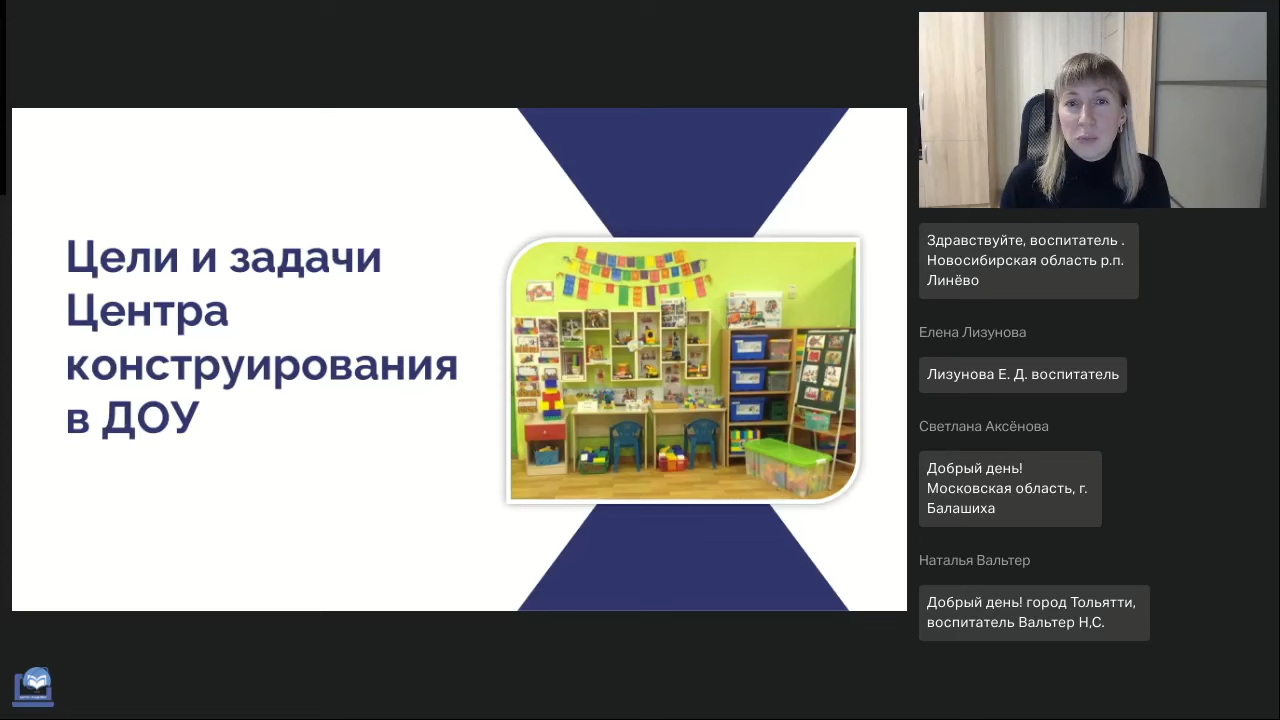 Цели и задачи
Центра
конструирования
в ДОУ
Здравствуйте, воспитатель .
Новосибирская область р.п.
Линёво
Елена Лизунова
Лизунова Е. Д. воспитатель
Светлана Аксёнова
Добрый день!
Московская область, г.
Балашиха
Наталья Вальтер
Добрый день! город Тольятти,
воспитатель Вальтер Н,С.